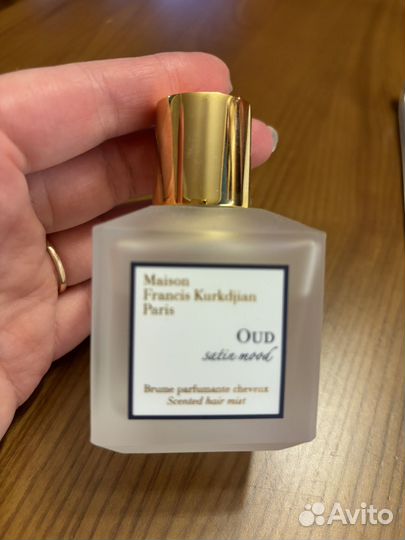 Maison
Francis Kurkdjian
Paris
OUD
satin mood
Brume parfumante cheveux
Scented hair mist
Avito